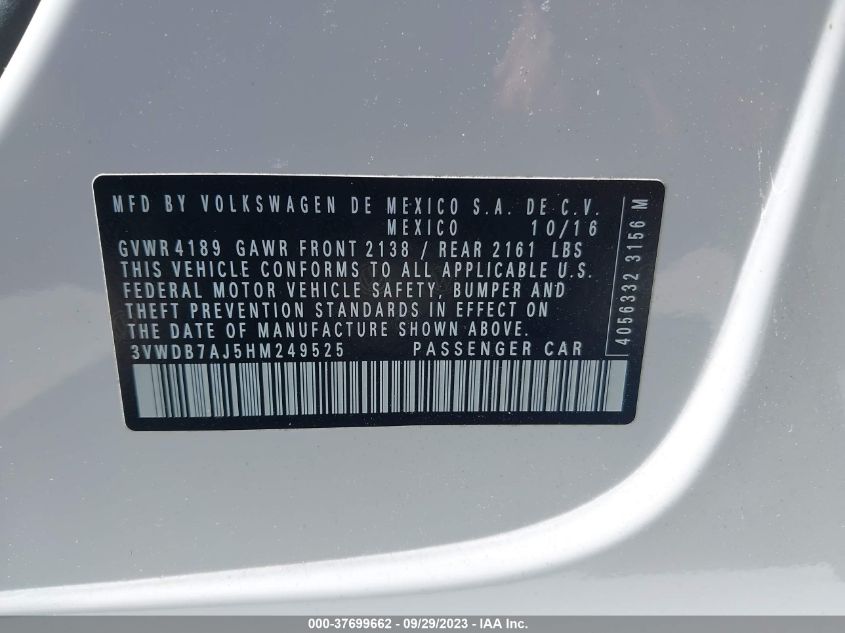 MFD BY VOLKSWAGEN DE MEXICO S.A. DE C.V.
MEXICO 10/16
GVWR 4189 GAWR FRONT 2138 / REAR 2161 LBS
THIS VEHICLE CONFORMS TO ALL APPLICABLE U.S.
FEDERAL MOTOR VEHICLE SAFETY, BUMPER AND
THEFT PREVENTION STANDARDS IN EFFECT ON
THE DATE OF MANUFACTURE SHOWN ABOVE.
3VWDB7AJ5HM249525 PASSENGER CAR
4056332 3156 M
000-37699662 - 09/29/2023 - IAA Inc.